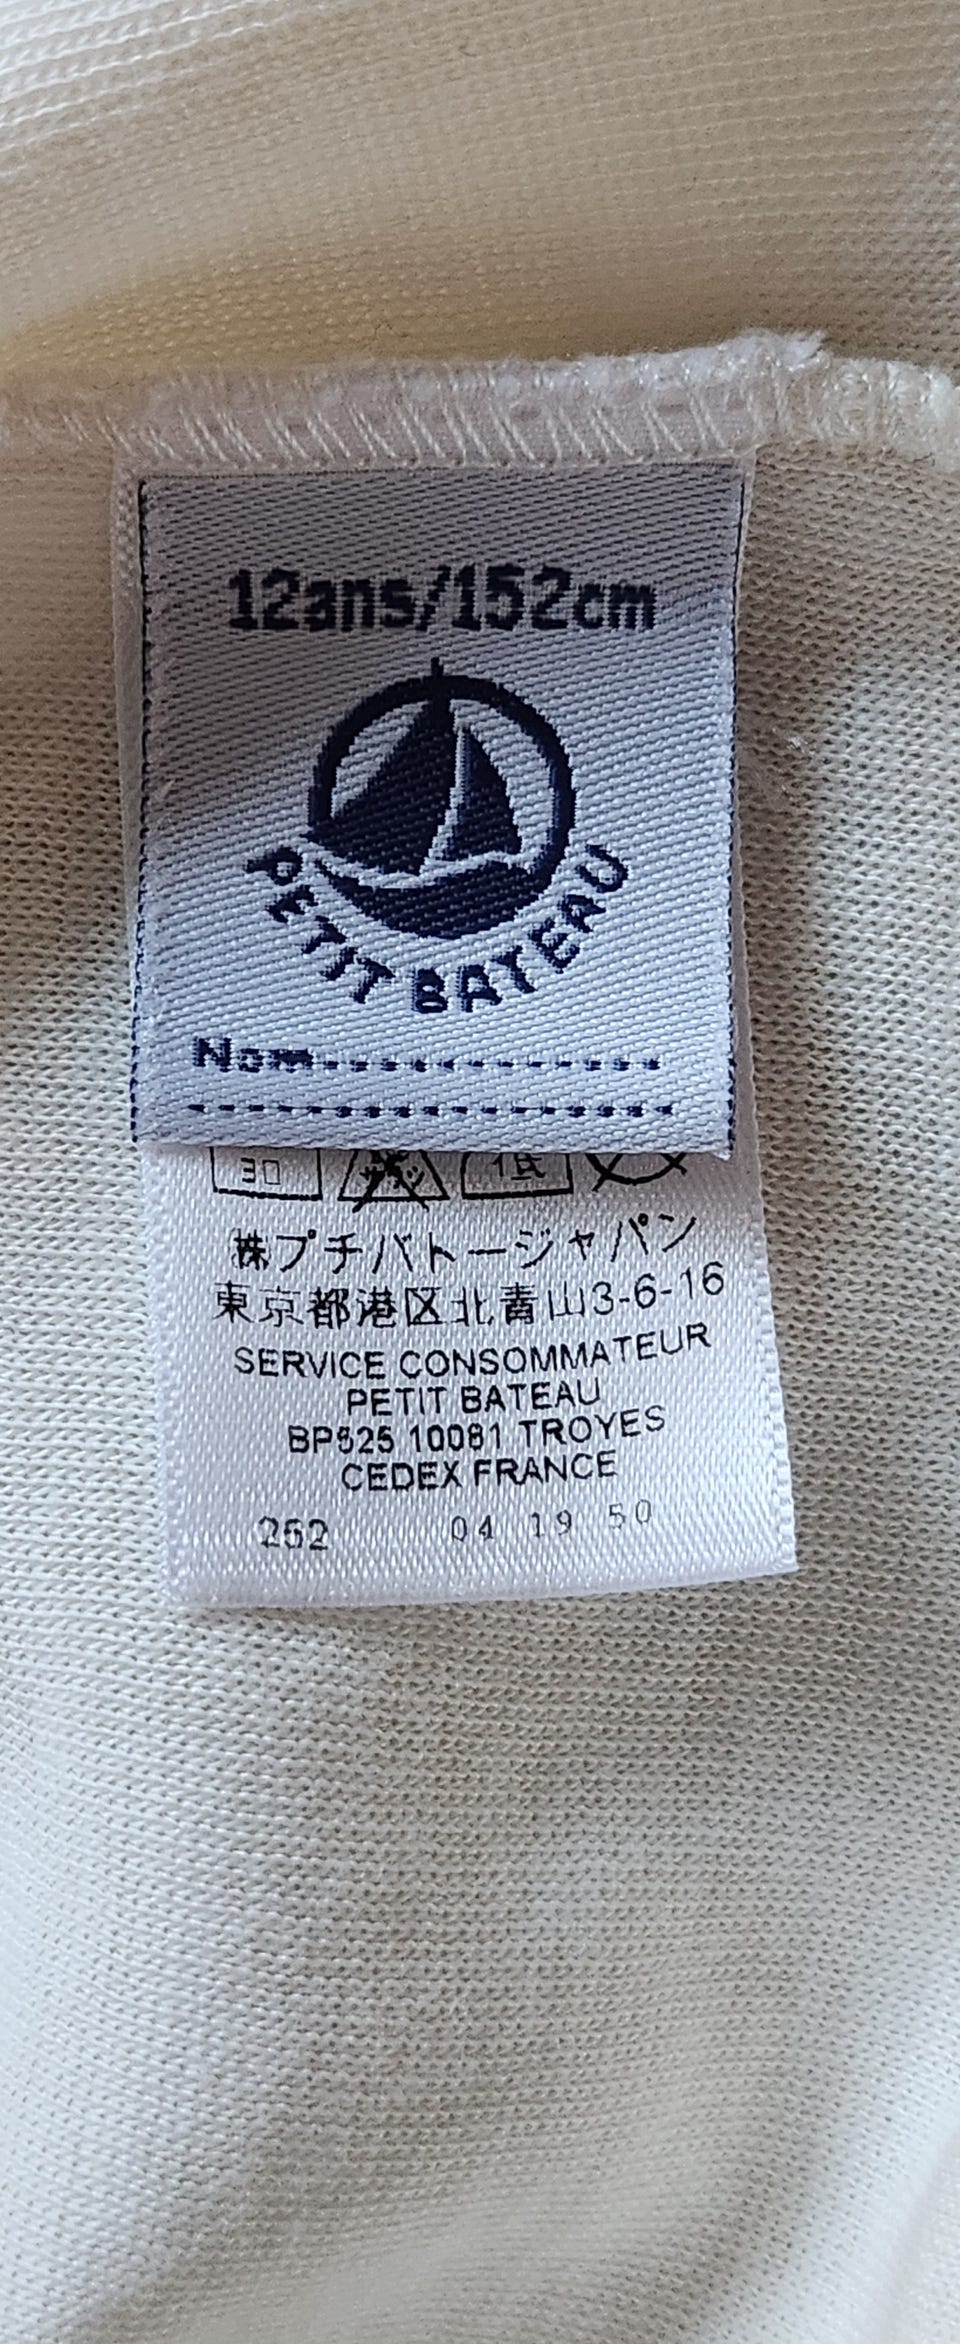 12ans/152cm
PETIT BATEAU
Nom
30
低
株プチバトージャパン
東京都港区北青山3-6-16
SERVICE CONSOMMATEUR
PETIT BATEAU
BP525 10081 TROYES
CEDEX FRANCE
262 04 19 50